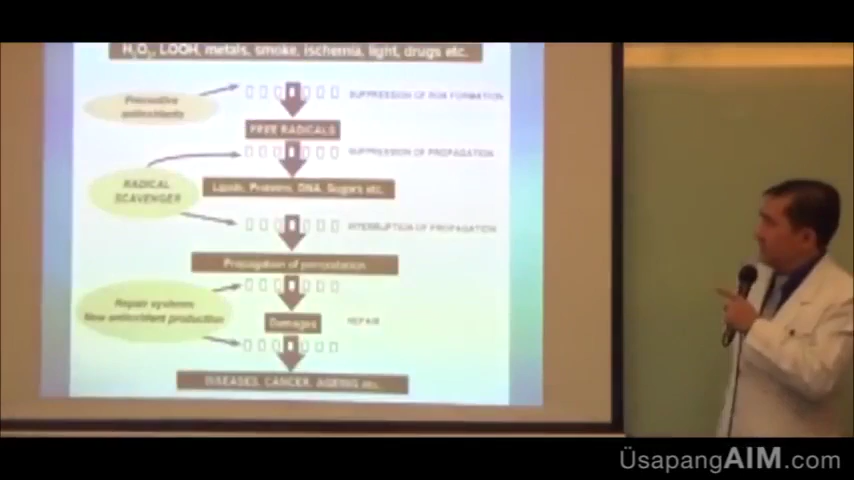 H₂O₂, LOOH, metals, smoke, ischemia, light, drugs etc.
Preventive
antioxidants
SUPPRESSION OF ROS FORMATION
FREE RADICALS
SUPPRESSION OF PROPAGATION
RADICAL
SCAVENGER
Lipids, Proteins, DNA, Sugars etc.
INTERRUPTION OF PROPAGATION
Propagation of peroxidation
Repair systems
New antioxidant production
Damages
REPAIR
DISEASES, CANCER, AGEING etc.
ÜsapangAIM.com